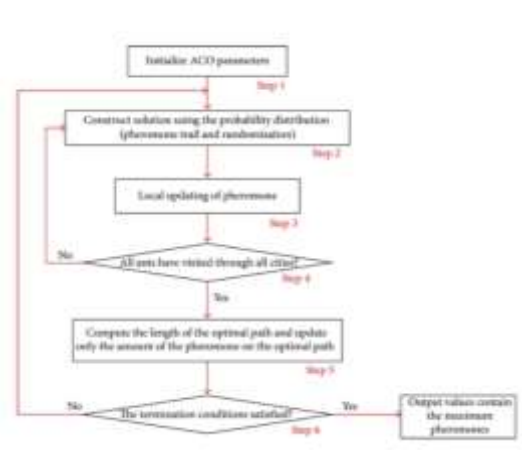 Initialize ACO parameters
Step 1
Construct solution using the probability distribution
(pheromone trail and randomization)
Step 2
Local updating of pheromone
Step 3
All ants have visited through all cities?
No
Step 4
Yes
Compute the length of the optimal path and update
only the amount of the pheromone on the optimal path
Step 5
The termination conditions satisfied?
No
Yes
Step 6
Output values contain
the maximum
pheromones